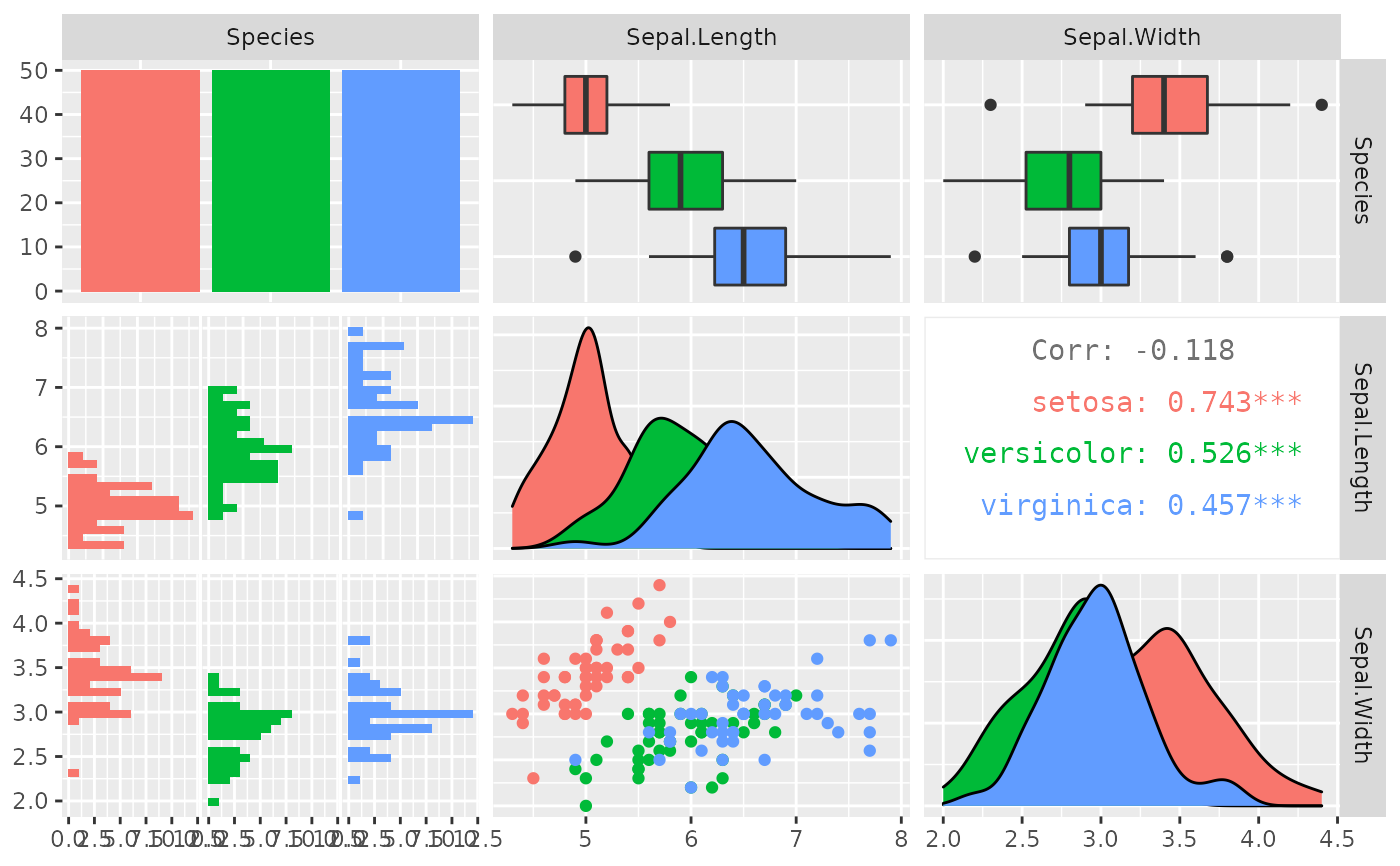 Species Sepal.Length Sepal.Width
50
40
30
20
10
0
Species
8
7
6
5
Corr: -0.118
setosa: 0.743***
versicolor: 0.526***
virginica: 0.457***
Sepal.Length
4.5
4.0
3.5
3.0
2.5
2.0
Sepal.Width
5 6 7 8 2.0 2.5 3.0 3.5 4.0 4.5